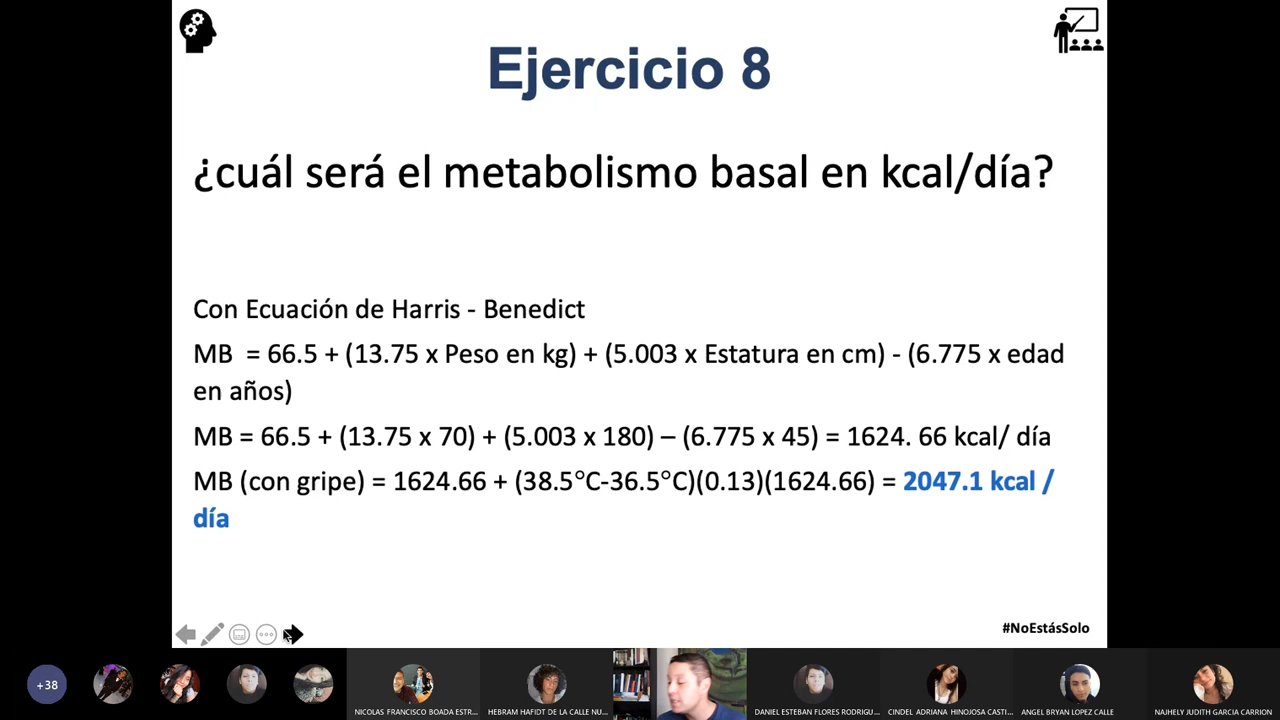 Ejercicio 8
¿cuál será el metabolismo basal en kcal/día?
Con Ecuación de Harris - Benedict
MB = 66.5 + (13.75 x Peso en kg) + (5.003 x Estatura en cm) - (6.775 x edad
en años)
MB = 66.5 + (13.75 x 70) + (5.003 x 180) – (6.775 x 45) = 1624. 66 kcal/ día
MB (con gripe) = 1624.66 + (38.5°C-36.5°C)(0.13)(1624.66) = 2047.1 kcal /
día
#NoEstásSolo
+38
NICOLAS FRANCISCO BOADA ESTR...
HEBRAM HAFIDT DE LA CALLE NU...
DANIEL ESTEBAN FLORES RODRIGU...
CINDEL ADRIANA HINOJOSA CASTI...
ANGEL BRYAN LOPEZ CALLE
NAJHELY JUDITH GARCIA CARRION